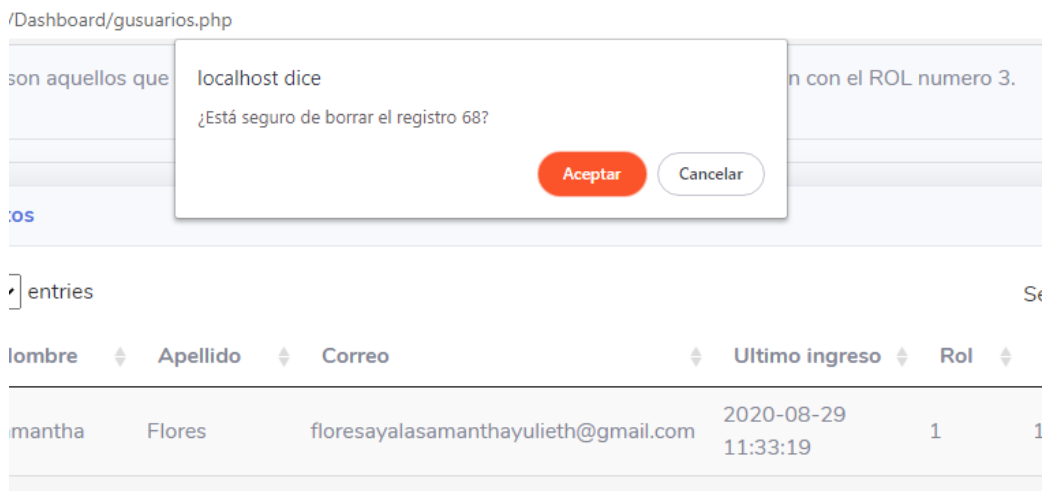 /Dashboard/gusuarios.php
son aquellos que
n con el ROL numero 3.
localhost dice
¿Está seguro de borrar el registro 68?
Aceptar Cancelar
tos
entries
Se
Nombre Apellido Correo Ultimo ingreso Rol
amantha Flores floresayalasamanthayulieth@gmail.com 2020-08-29 1 1
11:33:19